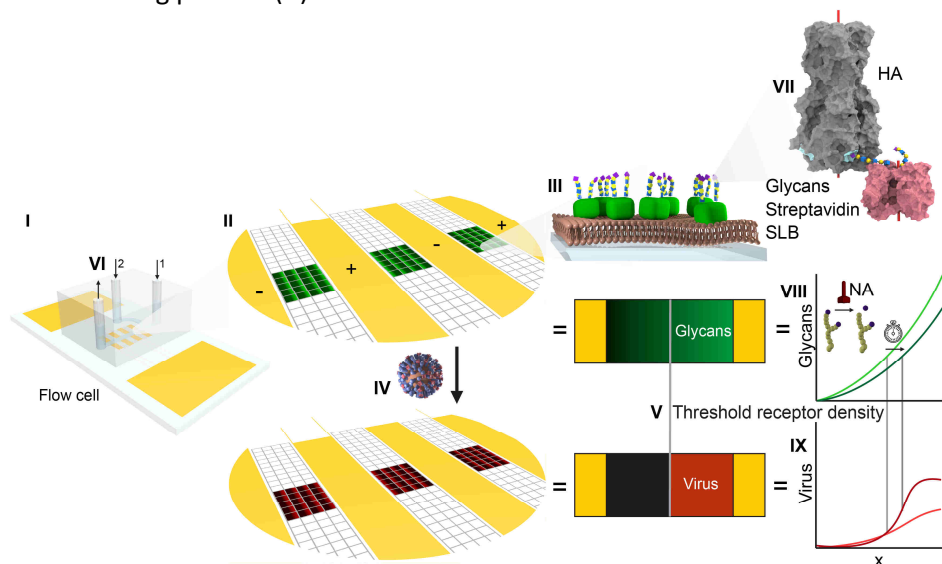 VII
HA
III
Glycans
Streptavidin
SLB
I
II
+
-
+
-
VI
2
1
Flow cell
IV
=
Glycans
=
VIII
NA
Glycans
V Threshold receptor density
=
Virus
=
IX
Virus
X